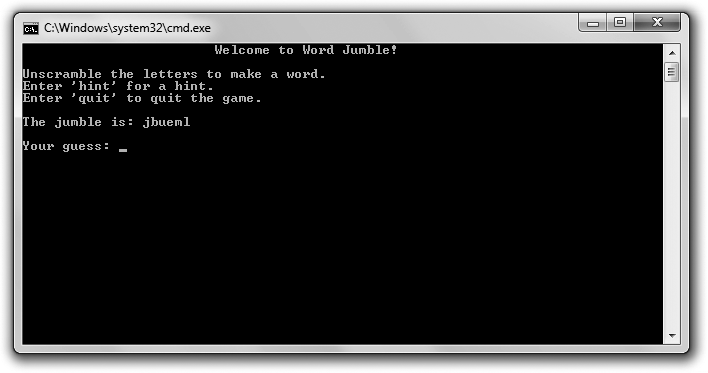 C:\Windows\system32\cmd.exe
Welcome to Word Jumble!
Unscramble the letters to make a word.
Enter 'hint' for a hint.
Enter 'quit' to quit the game.
The jumble is: jbueml
Your guess: _